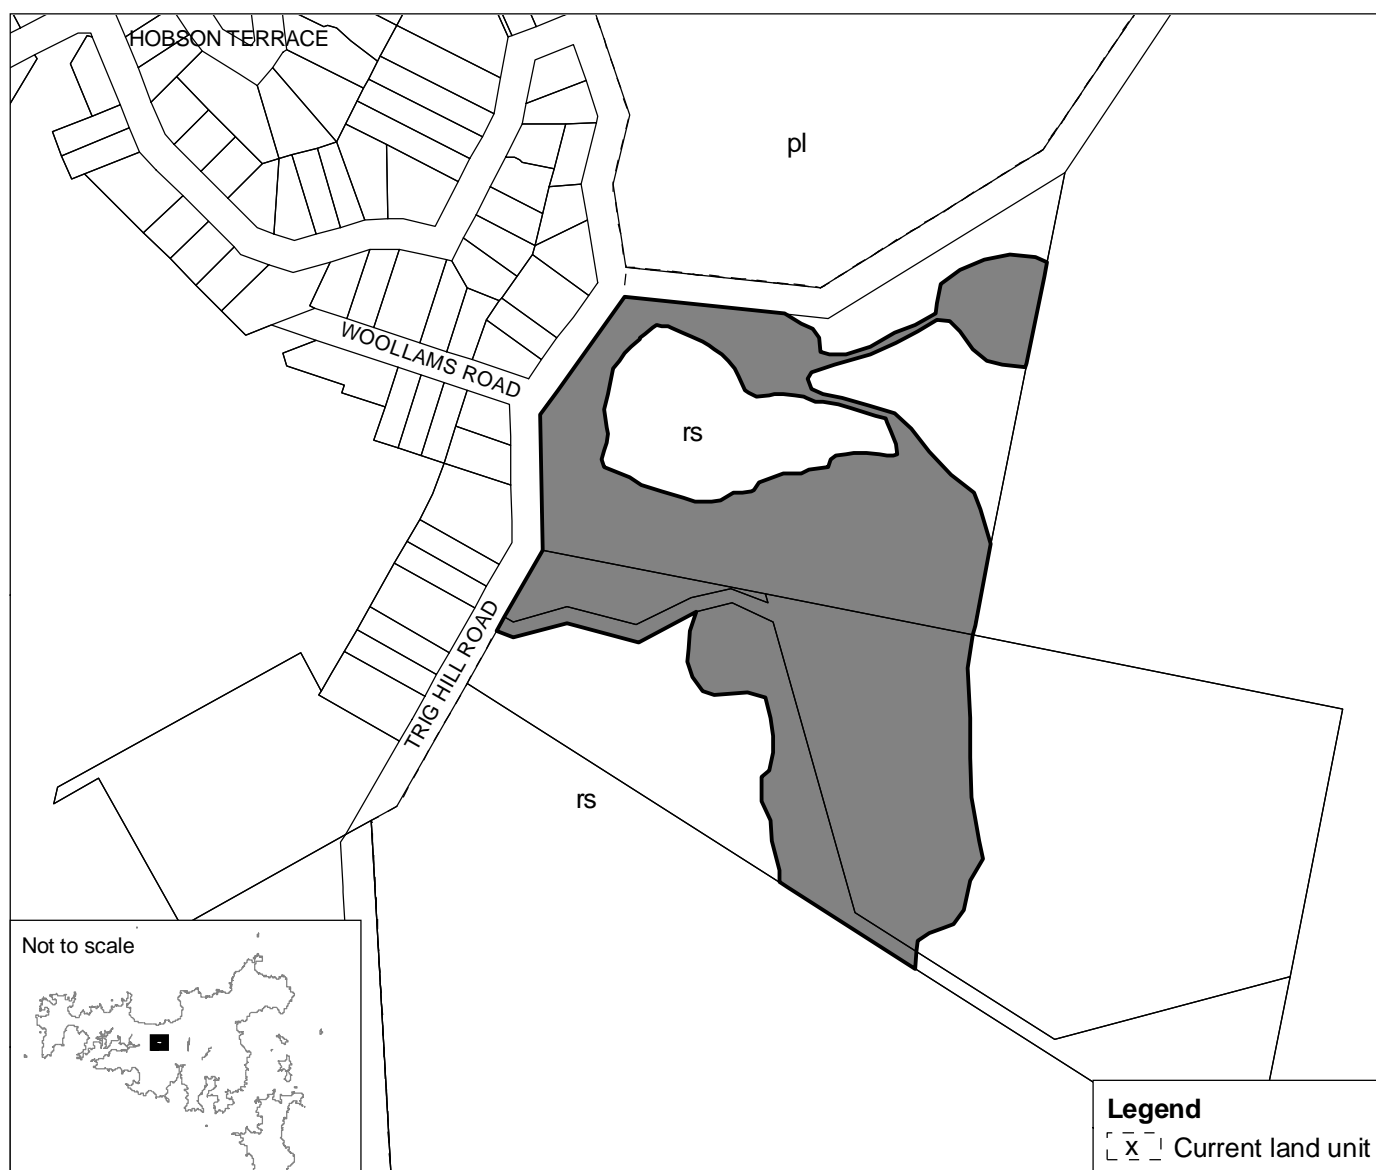 HOBSON TERRACE
pl
WOOLLAMS ROAD
rs
TRIG HILL ROAD
rs
Not to scale
Legend
x Current land unit